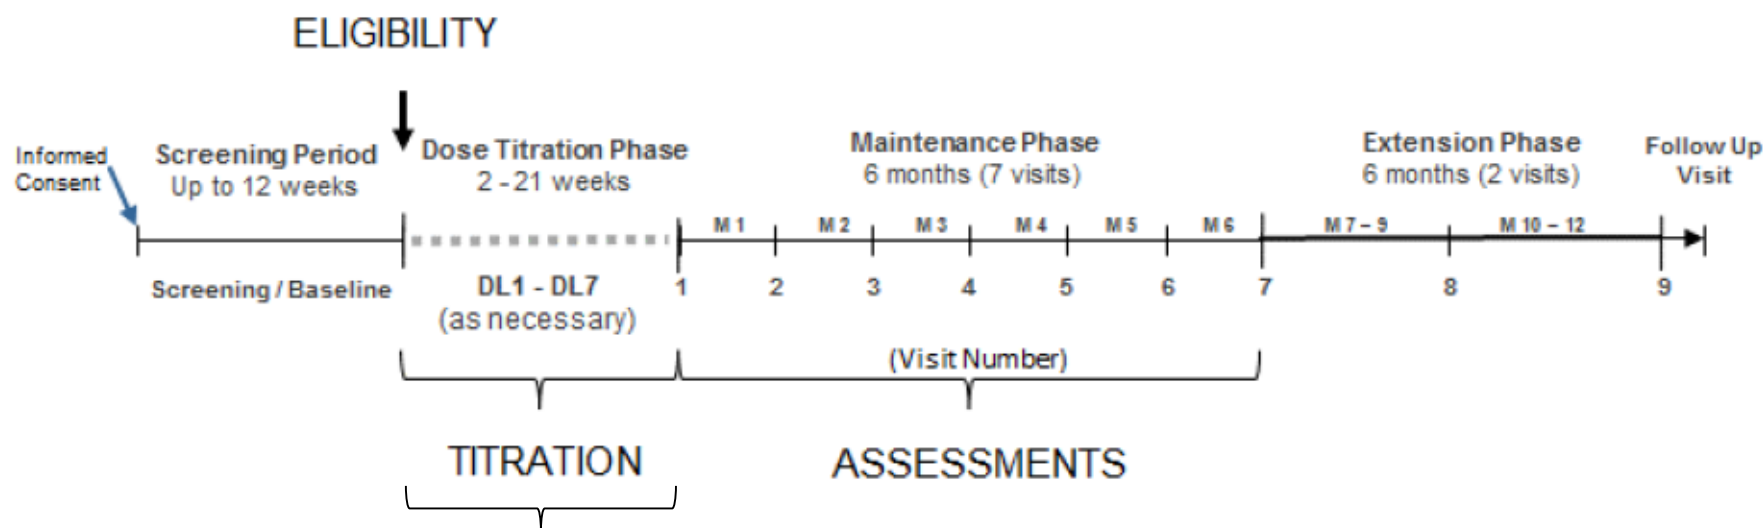 ELIGIBILITY
Informed
Consent
Screening Period
Up to 12 weeks
Dose Titration Phase
2 - 21 weeks
Maintenance Phase
6 months (7 visits)
Extension Phase
6 months (2 visits)
Follow Up
Visit
M 1 M 2 M 3 M 4 M 5 M 6 M 7 – 9 M 10 – 12
Screening / Baseline
DL1 - DL7
(as necessary)
1 2 3 4 5 6 7 8 9
(Visit Number)
TITRATION
ASSESSMENTS